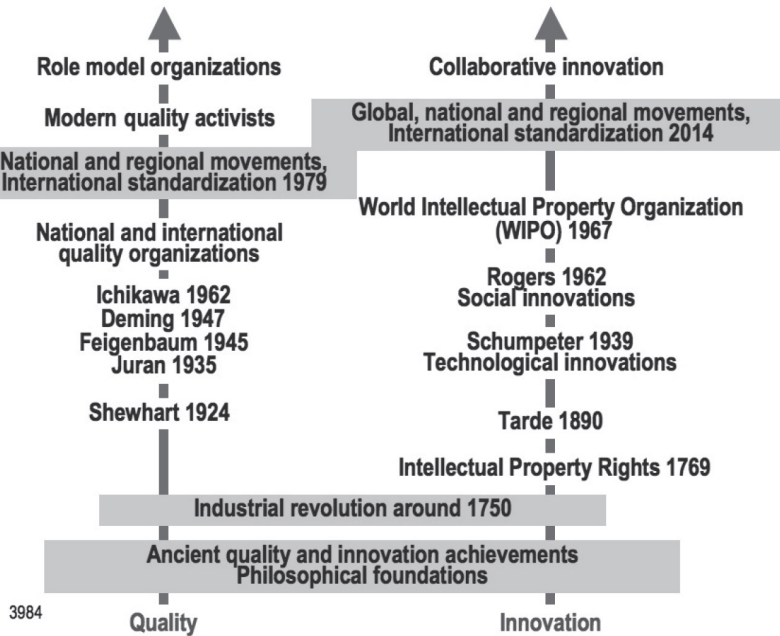 Role model organizations
Modern quality activists
National and regional movements,
International standardization 1979
National and international
quality organizations
Ichikawa 1962
Deming 1947
Feigenbaum 1945
Juran 1935
Shewhart 1924
Collaborative innovation
Global, national and regional movements,
International standardization 2014
World Intellectual Property Organization
(WIPO) 1967
Rogers 1962
Social innovations
Schumpeter 1939
Technological innovations
Tarde 1890
Intellectual Property Rights 1769
Industrial revolution around 1750
Ancient quality and innovation achievements
Philosophical foundations
3984
Quality
Innovation